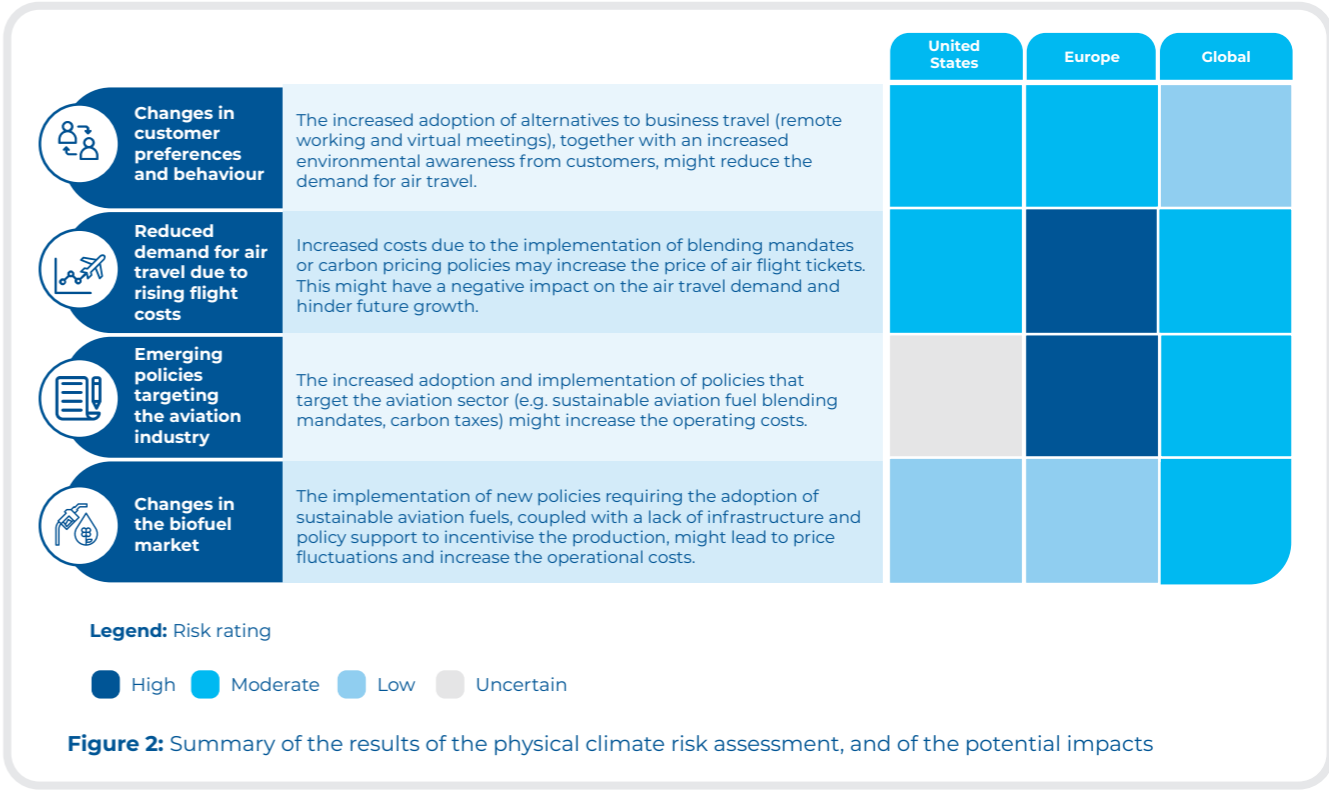 United
States
Europe
Global
Changes in
customer
preferences
and behaviour
The increased adoption of alternatives to business travel (remote
working and virtual meetings), together with an increased
environmental awareness from customers, might reduce the
demand for air travel.
Reduced
demand for air
travel due to
rising flight
costs
Increased costs due to the implementation of blending mandates
or carbon pricing policies may increase the price of air flight tickets.
This might have a negative impact on the air travel demand and
hinder future growth.
Emerging
policies
targeting
the aviation
industry
The increased adoption and implementation of policies that
target the aviation sector (e.g. sustainable aviation fuel blending
mandates, carbon taxes) might increase the operating costs.
Changes in
the biofuel
market
The implementation of new policies requiring the adoption of
sustainable aviation fuels, coupled with a lack of infrastructure and
policy support to incentivise the production, might lead to price
fluctuations and increase the operational costs.
Legend: Risk rating
High Moderate Low Uncertain
Figure 2: Summary of the results of the physical climate risk assessment, and of the potential impacts